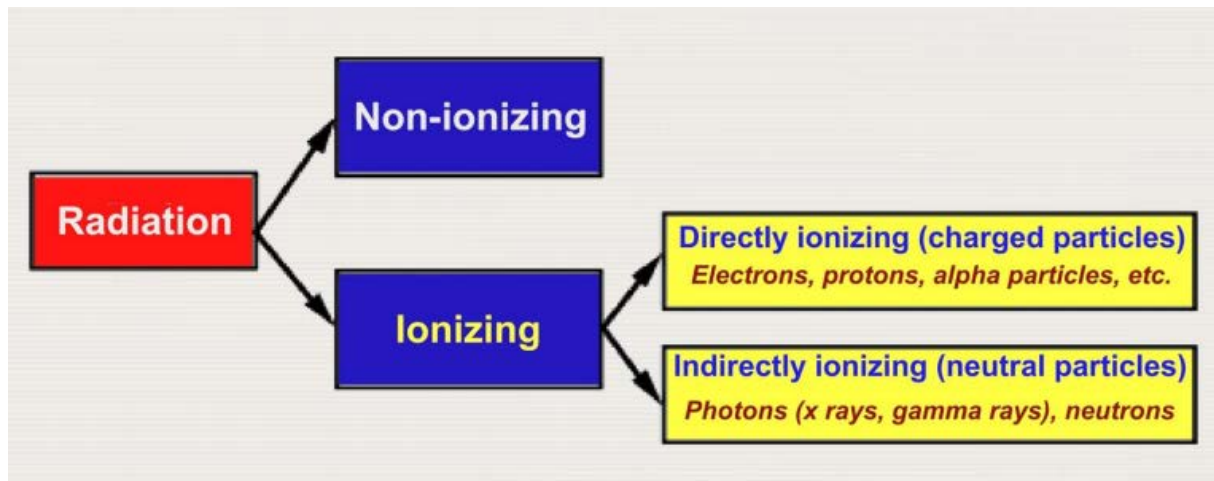 Non-ionizing
Radiation
Ionizing
Directly ionizing (charged particles)
Electrons, protons, alpha particles, etc.
Indirectly ionizing (neutral particles)
Photons (x rays, gamma rays), neutrons